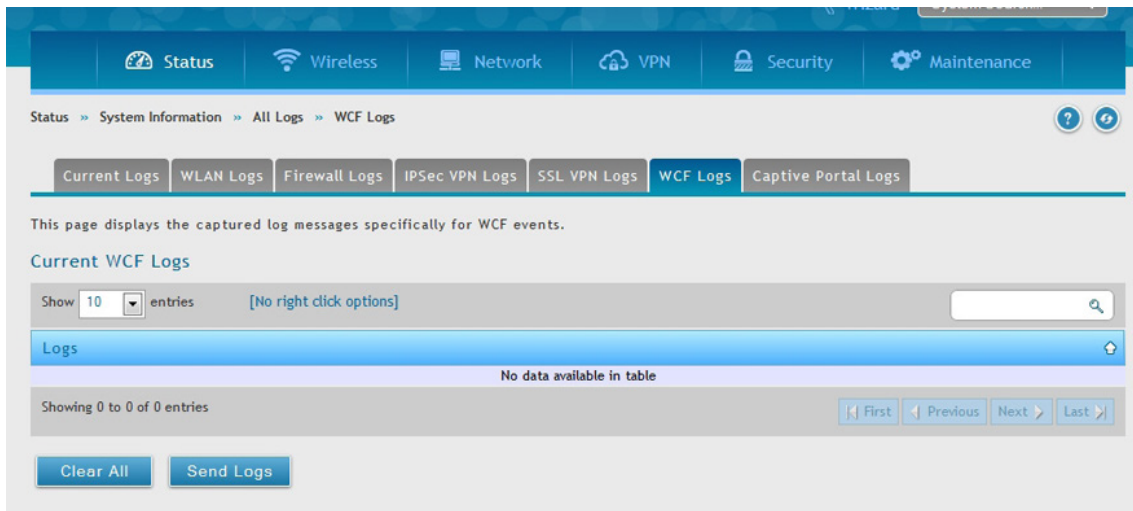 Wizard
Status Wireless Network VPN Security Maintenance
Status » System Information » All Logs » WCF Logs
Current Logs WLAN Logs Firewall Logs IPSec VPN Logs SSL VPN Logs WCF Logs Captive Portal Logs
This page displays the captured log messages specifically for WCF events.
Current WCF Logs
Show 10 entries [No right click options]
Logs
No data available in table
Showing 0 to 0 of 0 entries First Previous Next Last
Clear All Send Logs